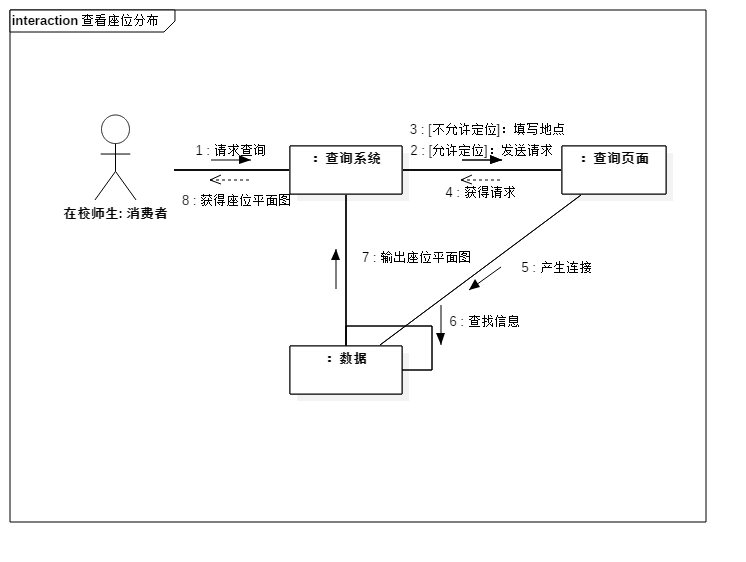 interaction 查看座位分布
3 : [不允许定位]：填写地点
1 : 请求查询
2 : [允许定位]：发送请求
：查询系统
：查询页面
8 : 获得座位平面图
4 : 获得请求
在校师生: 消费者
7 : 输出座位平面图
5 : 产生连接
6 : 查找信息
：数据